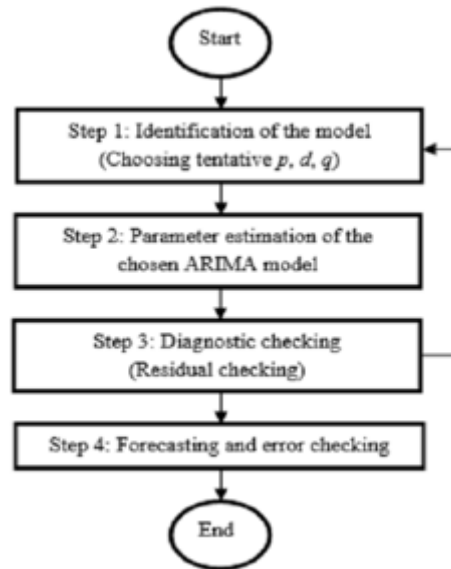 Start
Step 1: Identification of the model
(Choosing tentative p, d, q)
Step 2: Parameter estimation of the
chosen ARIMA model
Step 3: Diagnostic checking
(Residual checking)
Step 4: Forecasting and error checking
End